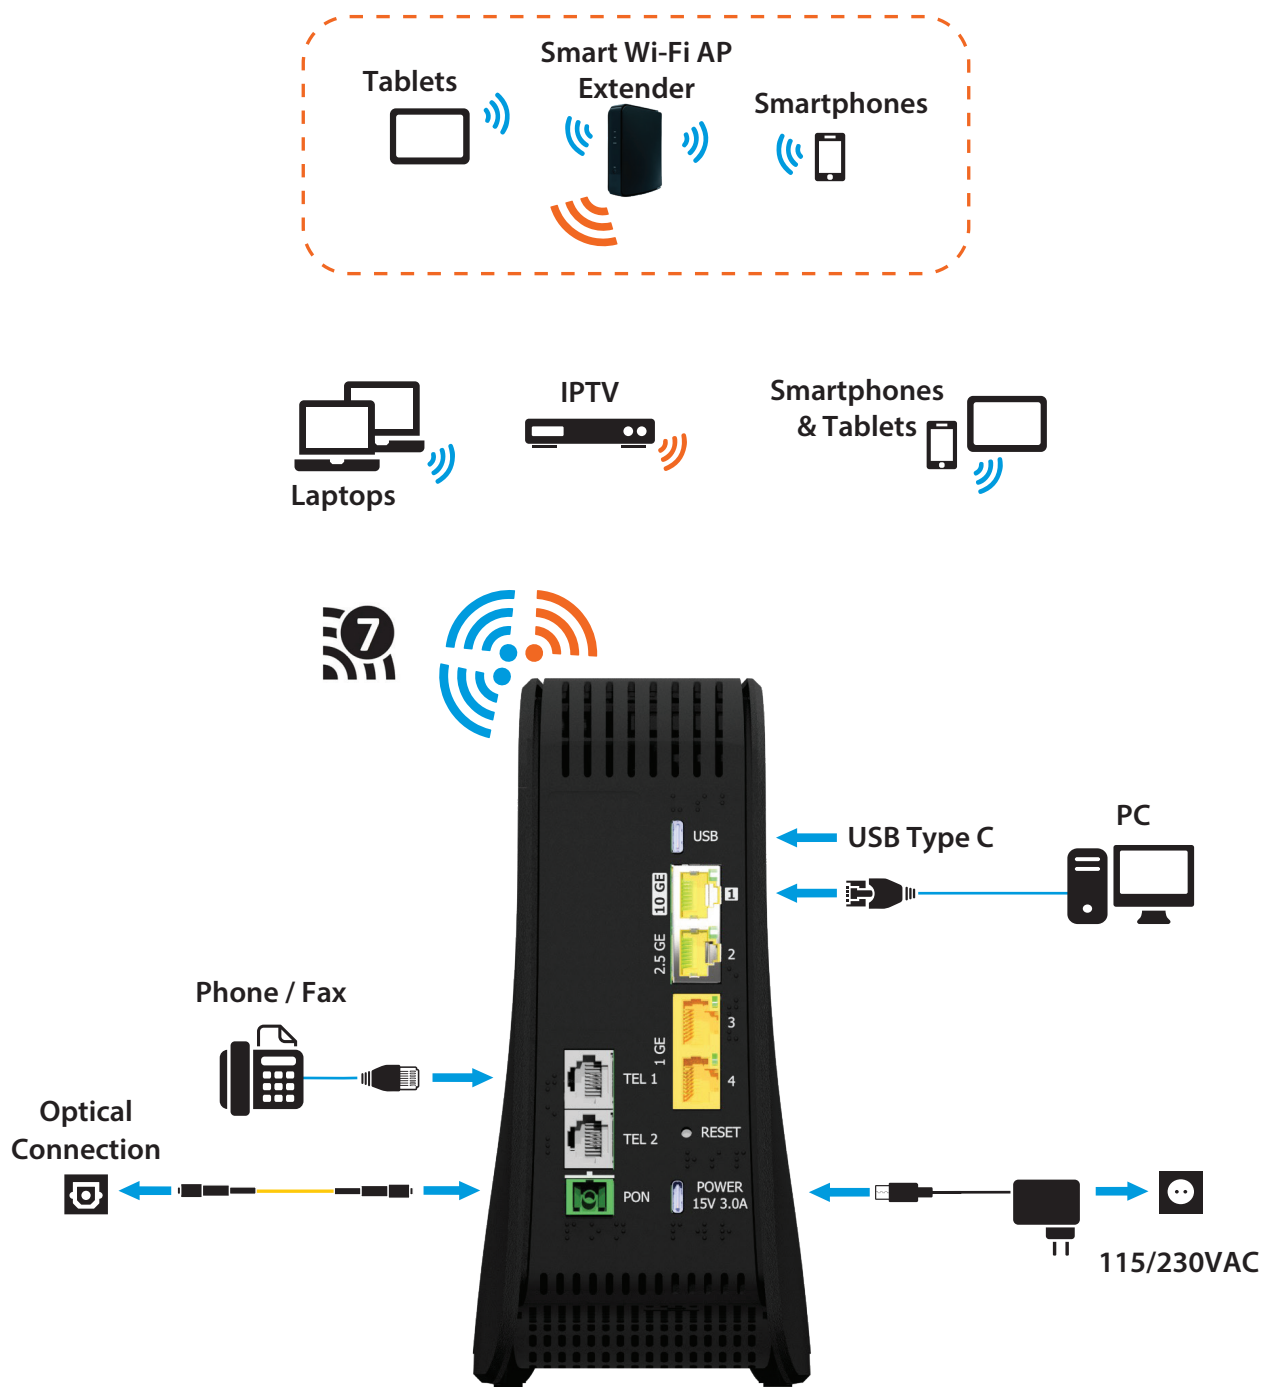 Smart Wi-Fi AP
Extender
Tablets
Smartphones
IPTV
Smartphones
& Tablets
Laptops
7
USB
USB Type C
PC
10 GE
1
2.5 GE
2
Phone / Fax
3
1 GE
4
TEL 1
Optical
Connection
TEL 2
RESET
PON
POWER
15V 3.0A
115/230VAC